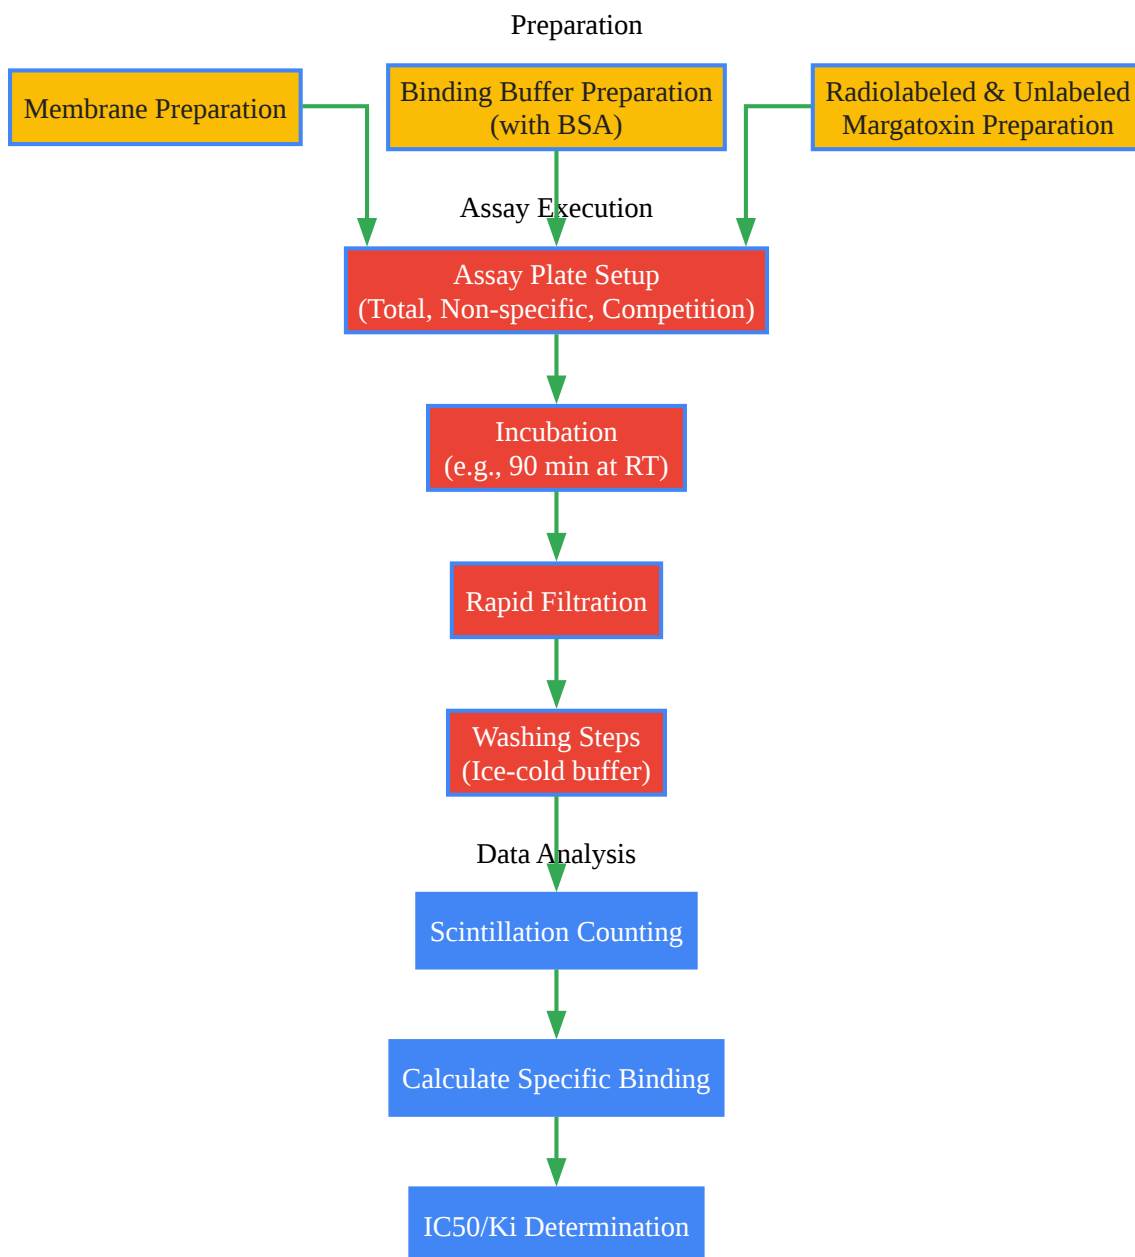 Preparation
Membrane Preparation
Binding Buffer Preparation
(with BSA)
Radiolabeled & Unlabeled
Margatoxin Preparation
Assay Execution
Assay Plate Setup
(Total, Non-specific, Competition)
Incubation
(e.g., 90 min at RT)
Rapid Filtration
Washing Steps
(Ice-cold buffer)
Data Analysis
Scintillation Counting
Calculate Specific Binding
IC50/Ki Determination